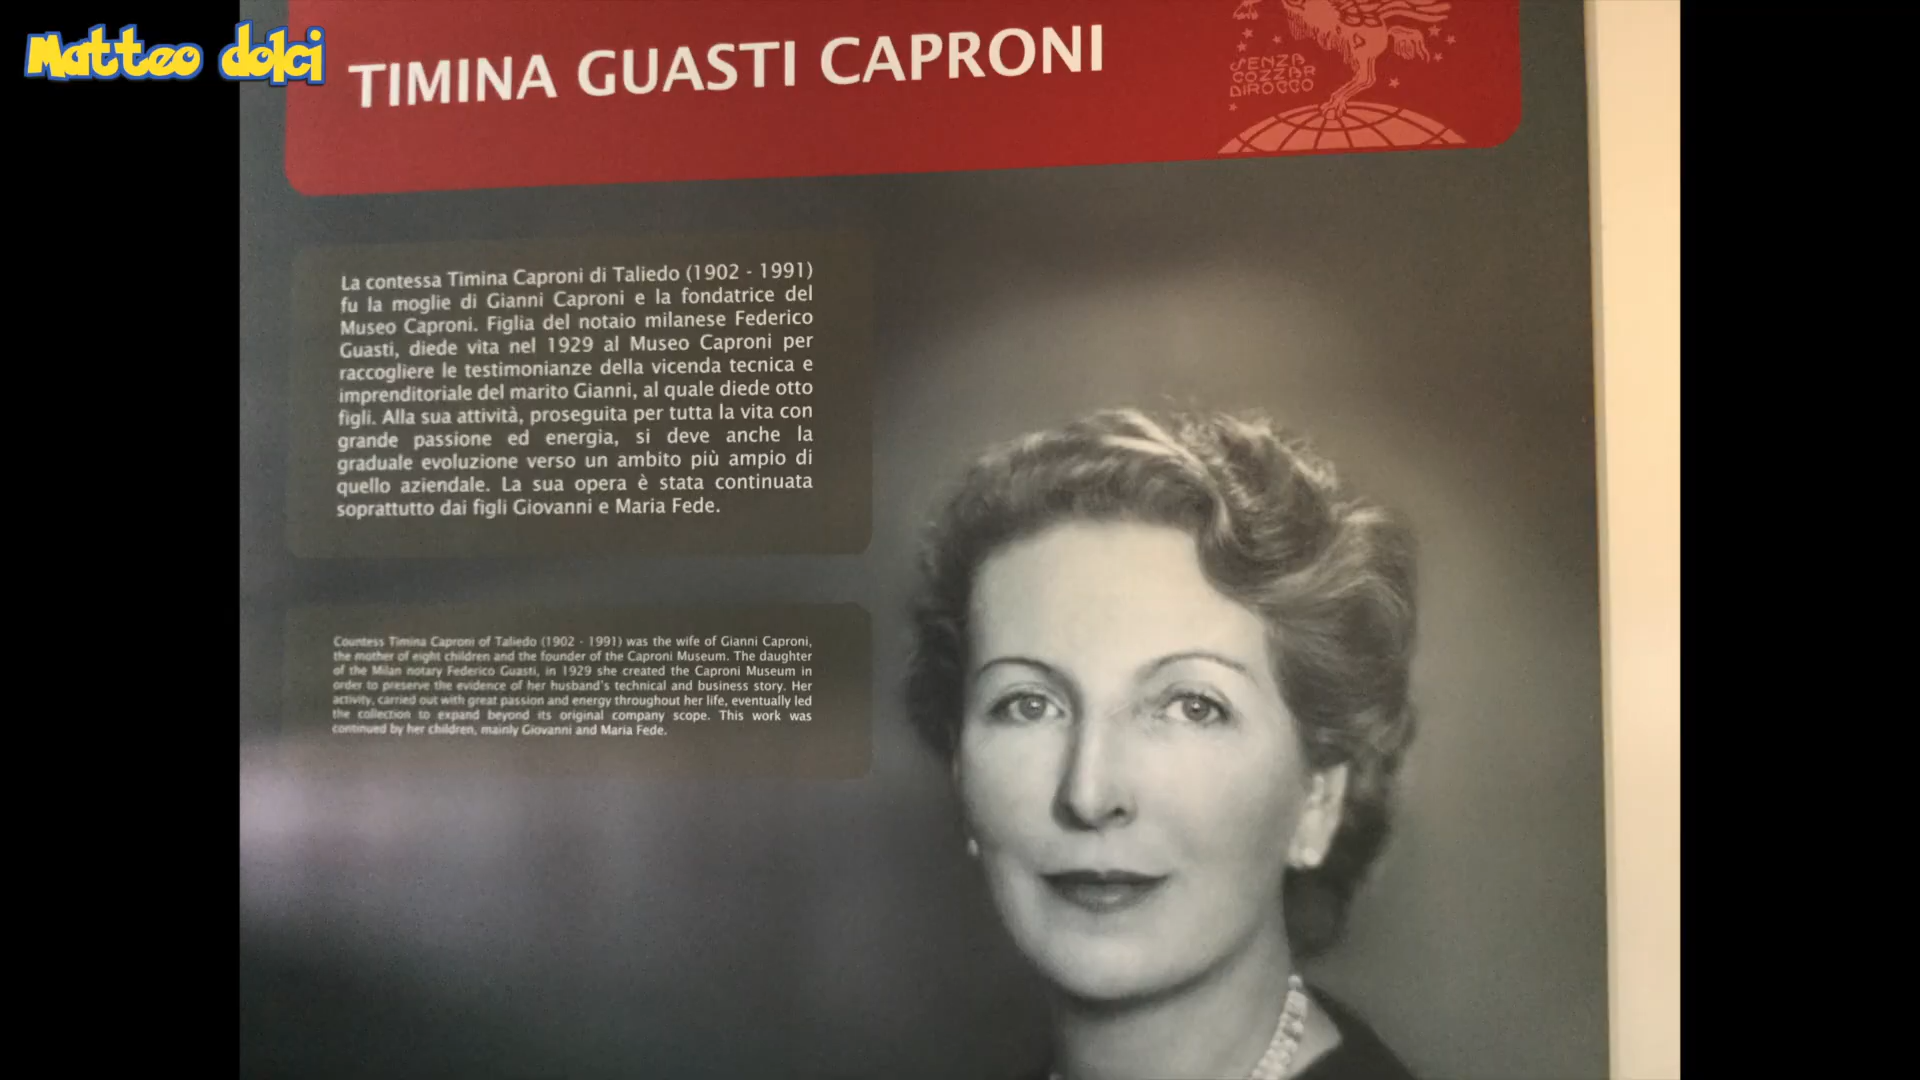 Matteo dolci
TIMINA GUASTI CAPRONI
SENZA
COZZAR
DIROCCO
La contessa Timina Caproni di Taliedo (1902 - 1991)
fu la moglie di Gianni Caproni e la fondatrice del
Museo Caproni. Figlia del notaio milanese Federico
Guasti, diede vita nel 1929 al Museo Caproni per
raccogliere le testimonianze della vicenda tecnica e
imprenditoriale del marito Gianni, al quale diede otto
figli. Alla sua attività, proseguita per tutta la vita con
grande passione ed energia, si deve anche la
graduale evoluzione verso un ambito più ampio di
quello aziendale. La sua opera è stata continuata
soprattutto dai figli Giovanni e Maria Fede.
Countess Timina Caproni of Taliedo (1902 - 1991) was the wife of Gianni Caproni,
the mother of eight children and the founder of the Caproni Museum. The daughter
of the Milan notary Federico Guasti, in 1929 she created the Caproni Museum in
order to preserve the evidence of her husband's technical and business story. Her
activity, carried out with great passion and energy throughout her life, eventually led
the collection to expand beyond its original company scope. This work was
continued by her children, mainly Giovanni and Maria Fede.